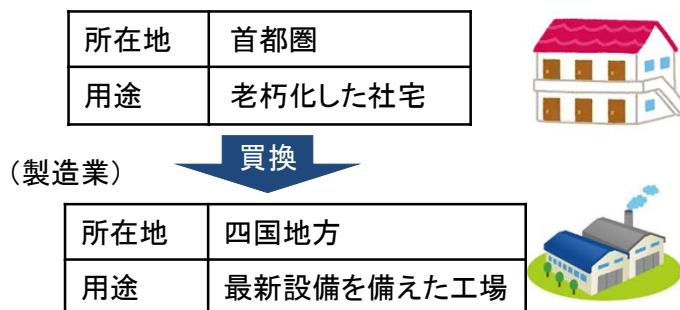 所在地 首都圏
用途 老朽化した社宅
買換
（製造業）
所在地 四国地方
用途 最新設備を備えた工場